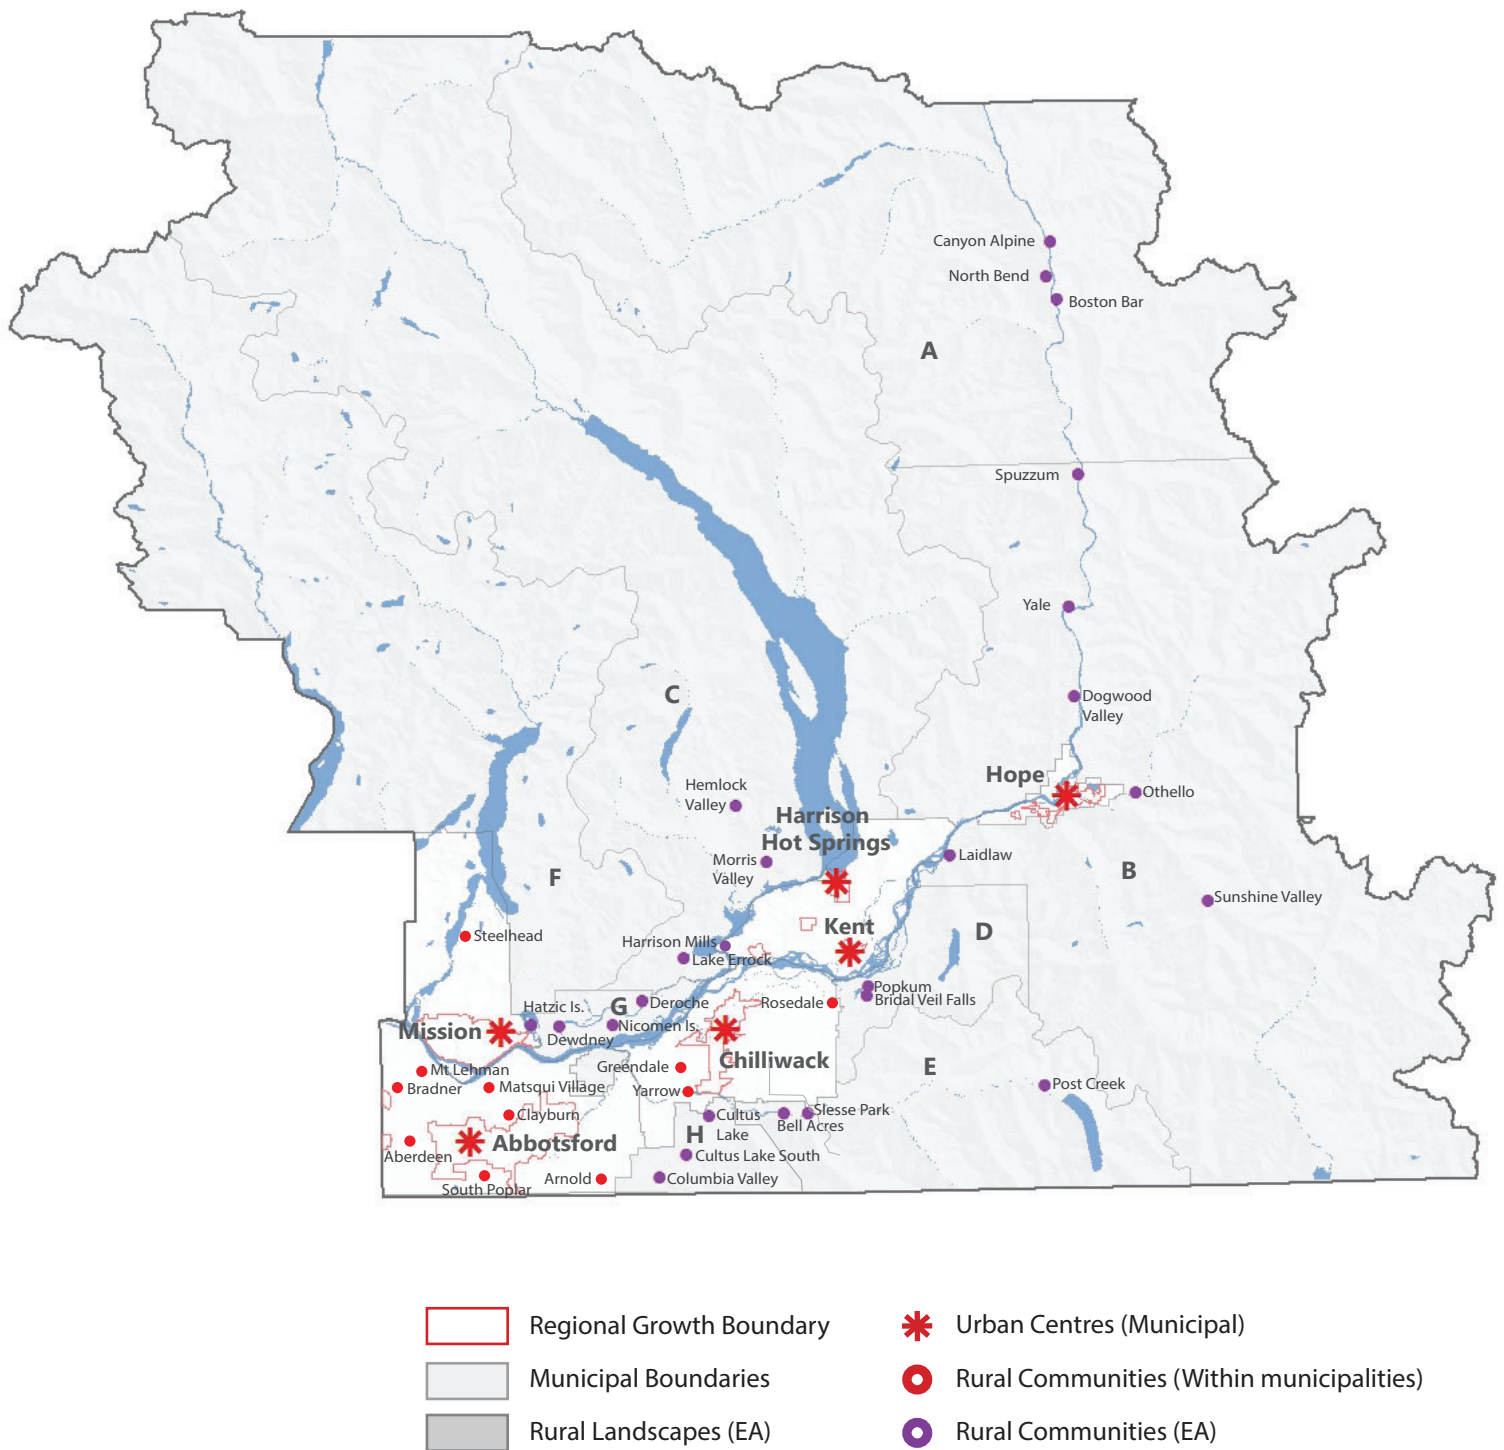 Canyon Alpine
North Bend
Boston Bar
A
Spuzzum
Yale
C
Dogwood
Valley
Hope
Hemlock
Valley
Othello
Harrison
Hot Springs
Morris
Valley
Laidlaw
B
F
Sunshine Valley
Kent
D
Steelhead
Harrison Mills
Lake Errock
Popkum
Bridal Veil Falls
Hatzic Is.
G
Deroche
Rosedale
Mission
Nicomen Is.
Dewdney
Chilliwack
Greendale
E
Mt Lehman
Bradner
Matsqui Village
Yarrow
Post Creek
Clayburn
Cultus
Lake
Slesse Park
Bell Acres
H
Abbotsford
Aberdeen
Cultus Lake South
South Poplar
Arnold
Columbia Valley
Regional Growth Boundary
Municipal Boundaries
Rural Landscapes (EA)
Urban Centres (Municipal)
Rural Communities (Within municipalities)
Rural Communities (EA)